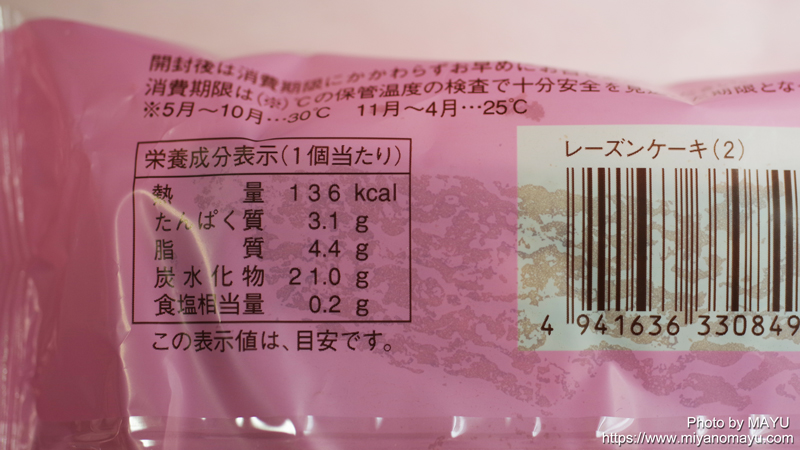 開封後は消費期限にかかわらずお早めにお
消費期限は(※)℃の保管温度の検査で十分安全を 期限とな
※5月～10月…30℃ 11月～4月…25℃
栄養成分表示(1個当たり)
熱量 136 kcal
たんぱく質 3.1 g
脂質 4.4 g
炭水化物 21.0 g
食塩相当量 0.2 g
この表示値は、目安です。
レーズンケーキ(2)
4 941636 330849
Photo by MAYU
https://www.miyanomayu.com